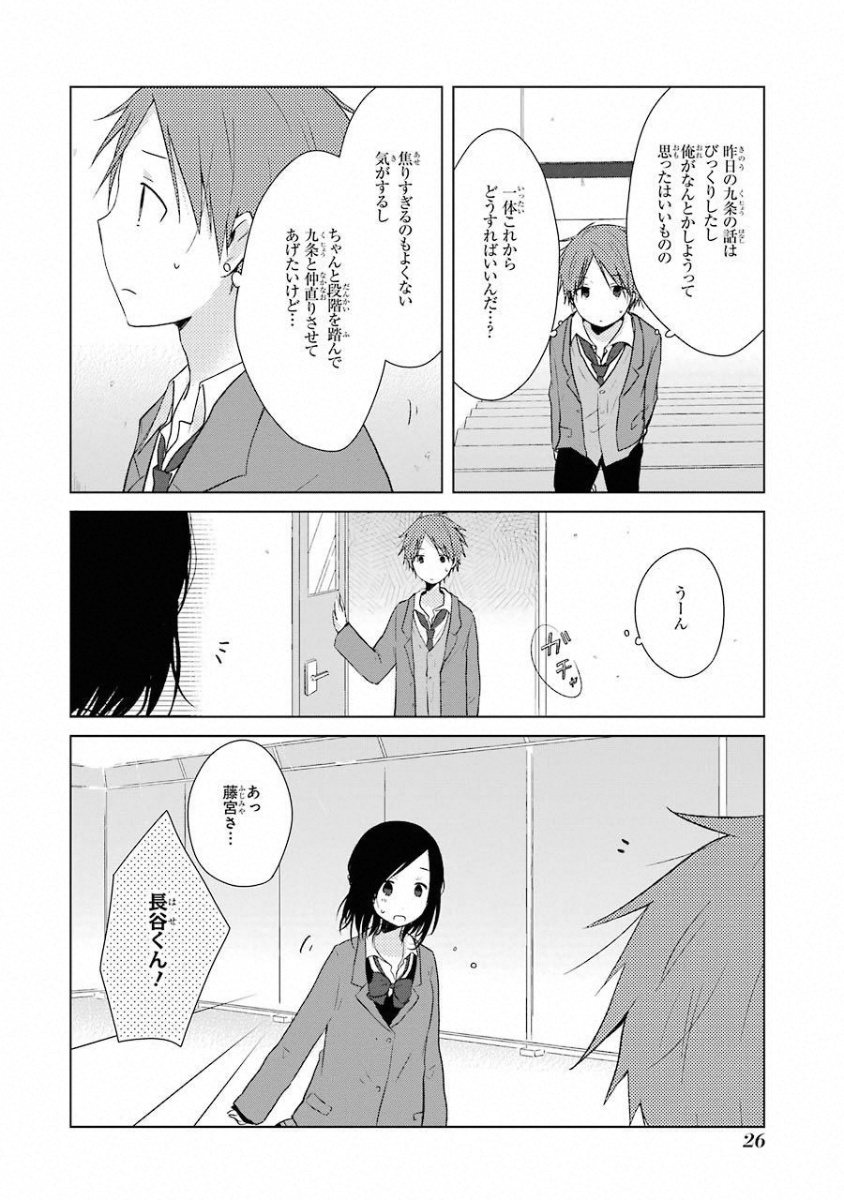 昨日の九条の話は
びっくりしたし
俺がなんとかしようって
思ったはいいものの
一体これから
どうすればいいんだ…?
焦りすぎるのもよくない
気がするし
ちゃんと段階を踏んで
九条と仲直りさせて
あげたいけど…
うーん
ガチャ
あっ
藤宮さ…
長谷くん!
26